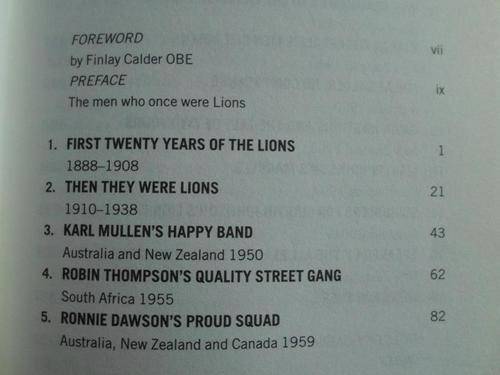 FOREWORD
by Finlay Calder OBE vii
PREFACE ix
The men who once were Lions
1. FIRST TWENTY YEARS OF THE LIONS 1
1888–1908
2. THEN THEY WERE LIONS 21
1910–1938
3. KARL MULLEN'S HAPPY BAND 43
Australia and New Zealand 1950
4. ROBIN THOMPSON'S QUALITY STREET GANG 62
South Africa 1955
5. RONNIE DAWSON'S PROUD SQUAD 82
Australia, New Zealand and Canada 1959